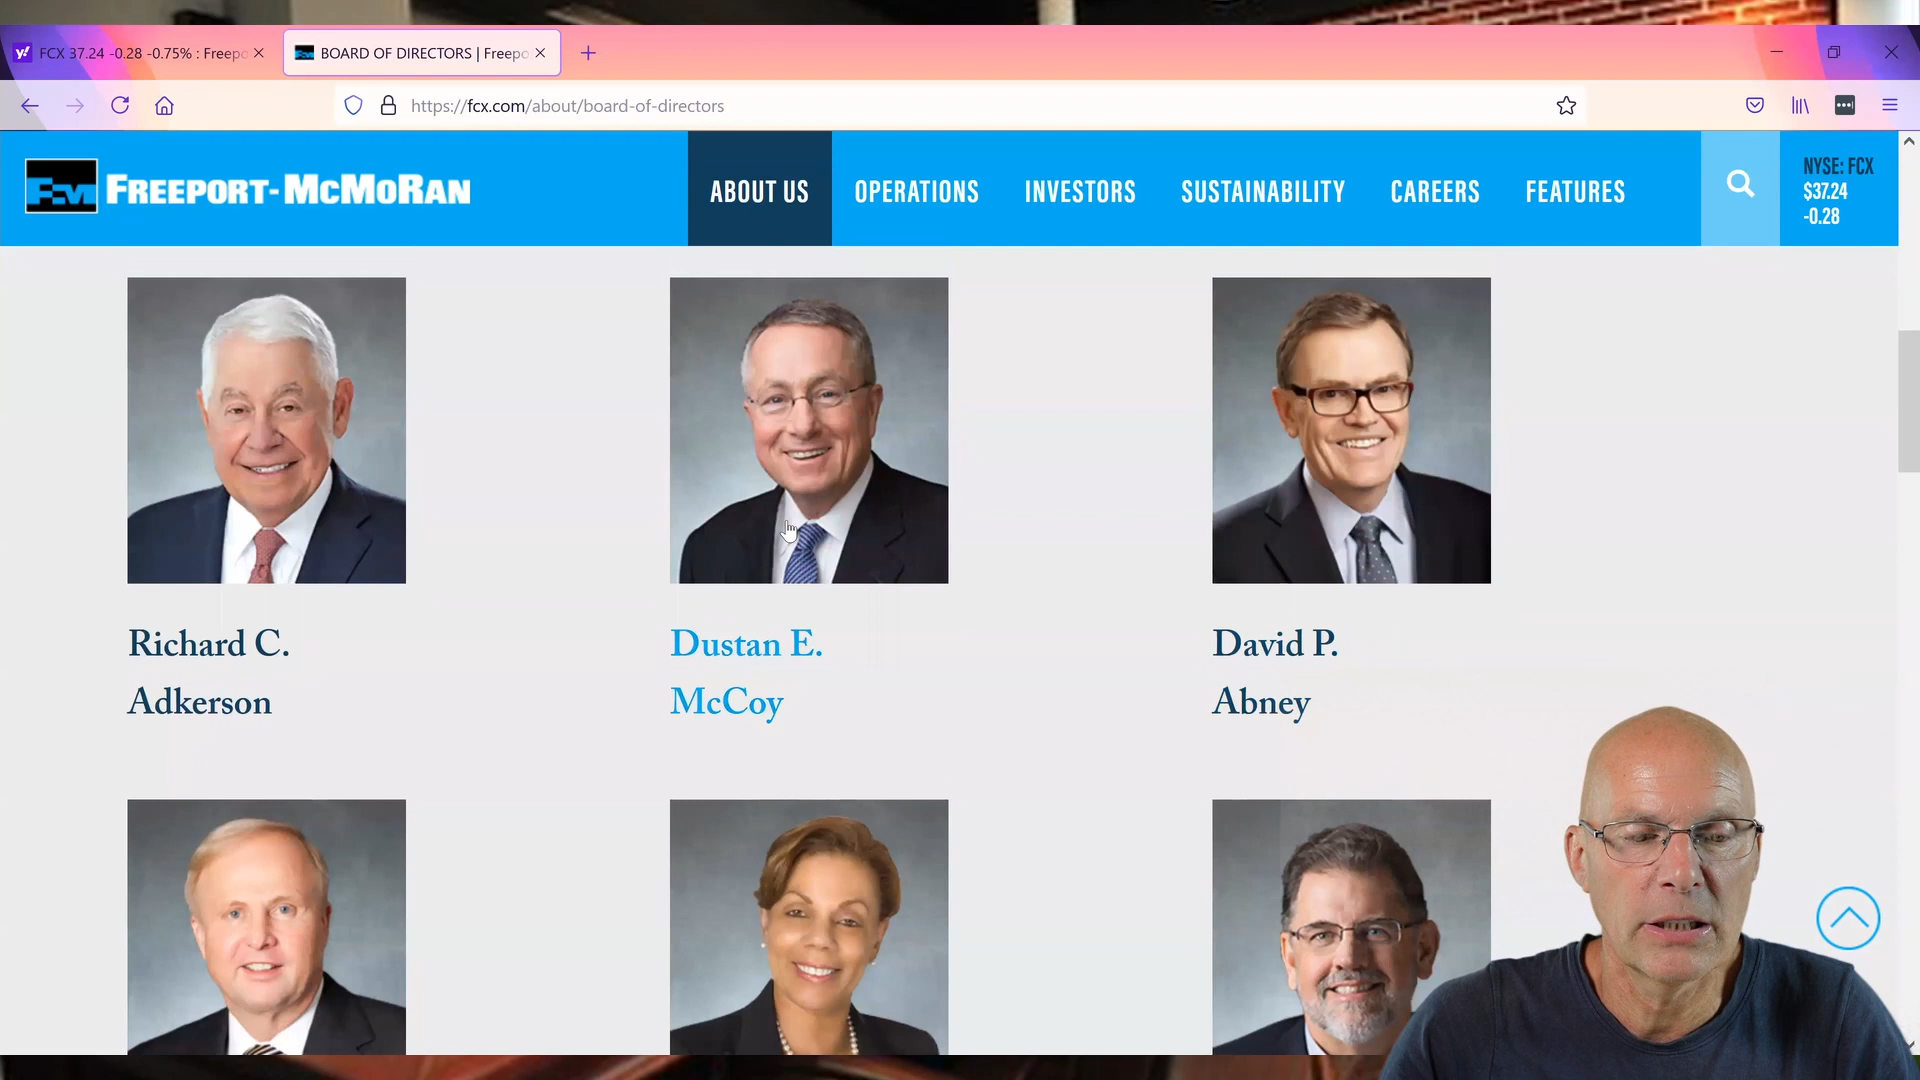 FCX 37.24 -0.28 -0.75% : Freepo
BOARD OF DIRECTORS | Freepo
https://fcx.com/about/board-of-directors
FCX
FREEPORT-MCMORAN
ABOUT US
OPERATIONS
INVESTORS
SUSTAINABILITY
CAREERS
FEATURES
NYSE: FCX
$37.24
-0.28
Richard C.
Adkerson
Dustan E.
McCoy
David P.
Abney